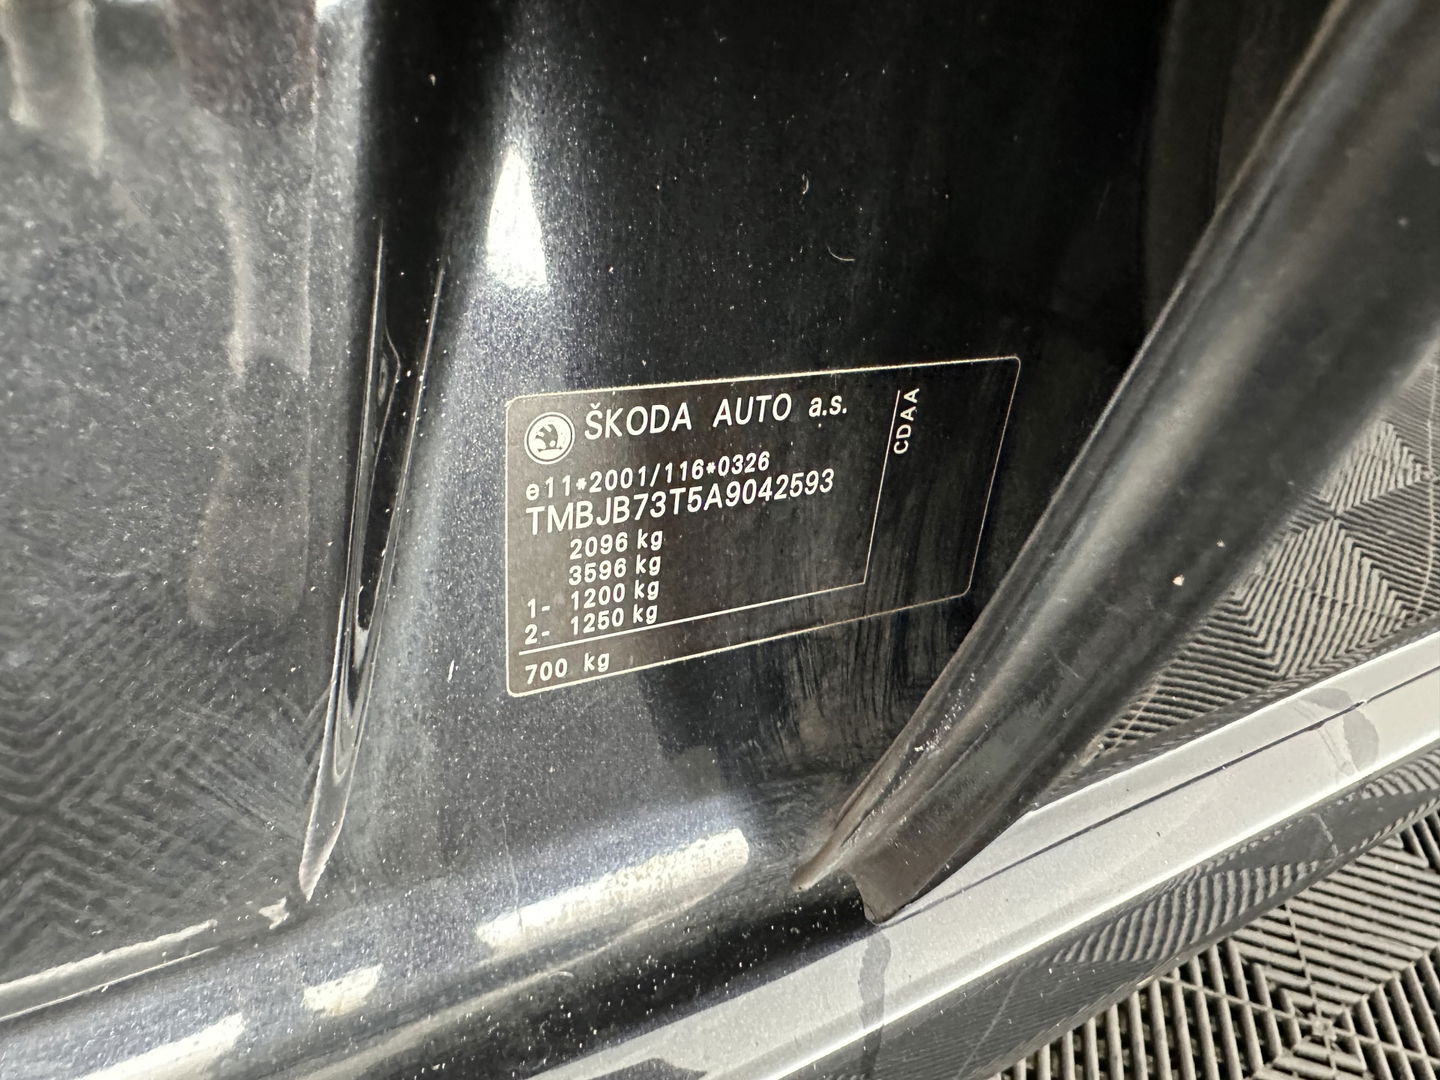 ŠKODA AUTO a.s.
e11*2001/116*0326
TMBJB73T5A9042593
2096 kg
3596 kg
1- 1200 kg
2- 1250 kg
700 kg
CDAA